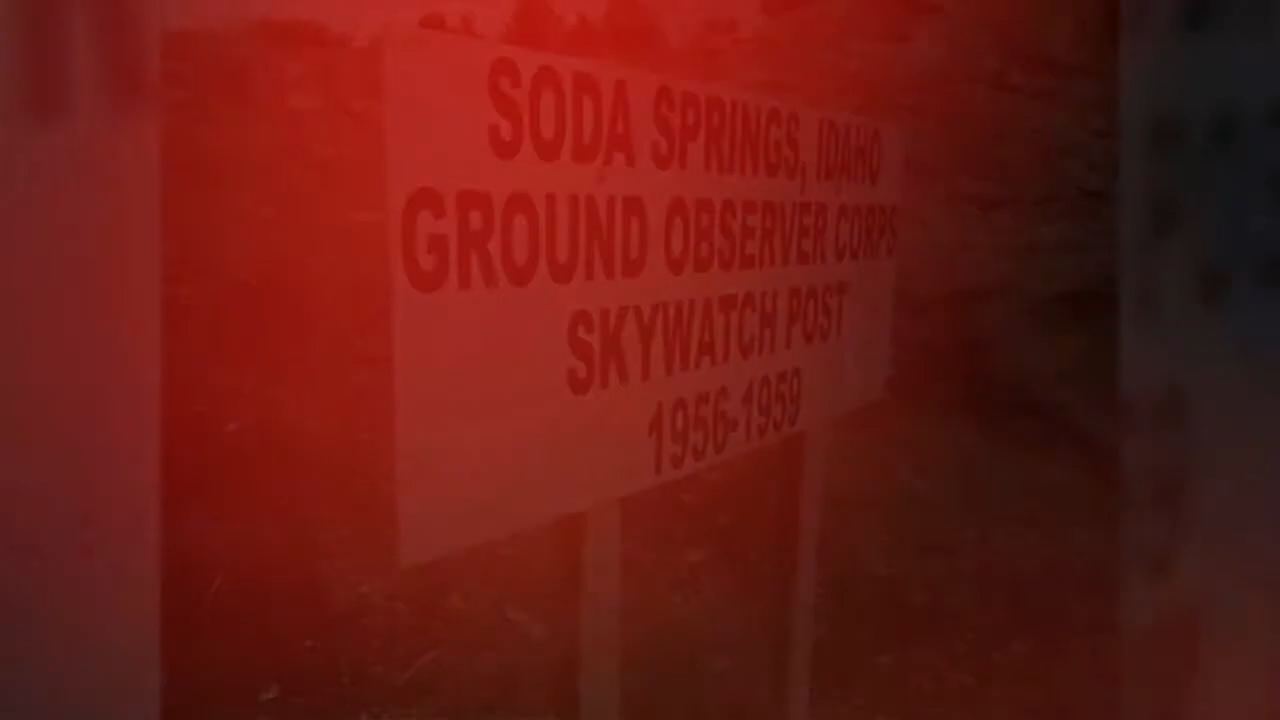 SODA SPRINGS, IDAHO
GROUND OBSERVER CORPS
SKYWATCH POST
1956-1959